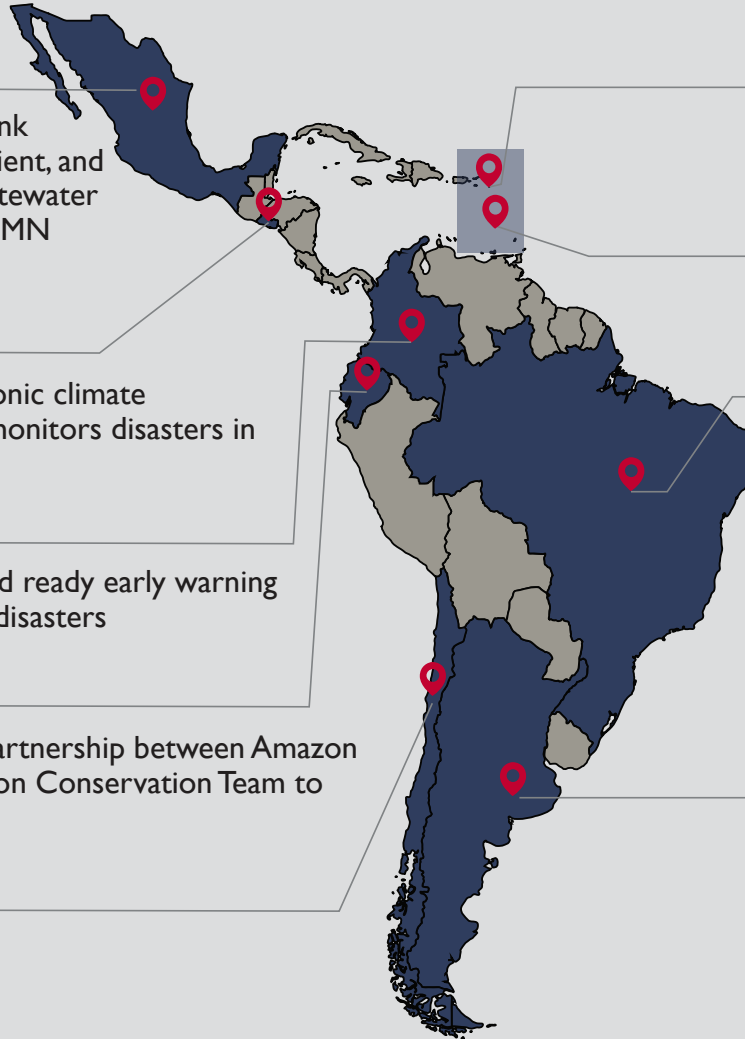 nk
ient, and
tewater
MN
onic climate
monitors disasters in
d ready early warning
disasters
artnership between Amazon
on Conservation Team to